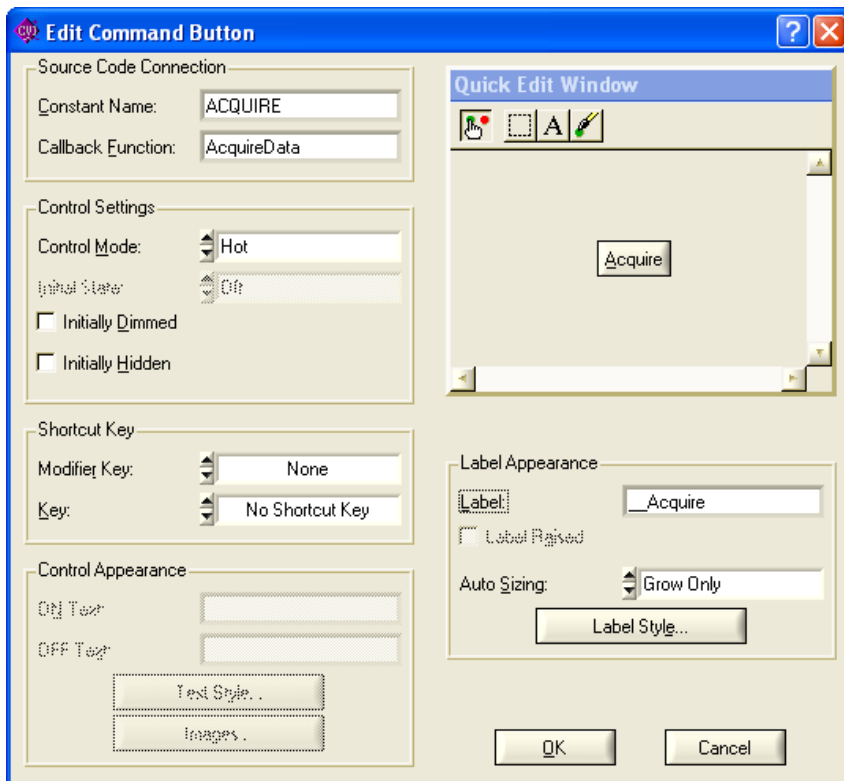 CVI Edit Command Button
Source Code Connection
Constant Name: ACQUIRE
Callback Function: AcquireData
Control Settings
Control Mode: Hot
Initial State: Off
Initially Dimmed
Initially Hidden
Shortcut Key
Modifier Key: None
Key: No Shortcut Key
Control Appearance
ON Text:
OFF Text:
Text Style...
Images...
Quick Edit Window
A
Acquire
Label Appearance
Label: __Acquire
Label Raised
Auto Sizing: Grow Only
Label Style...
OK Cancel